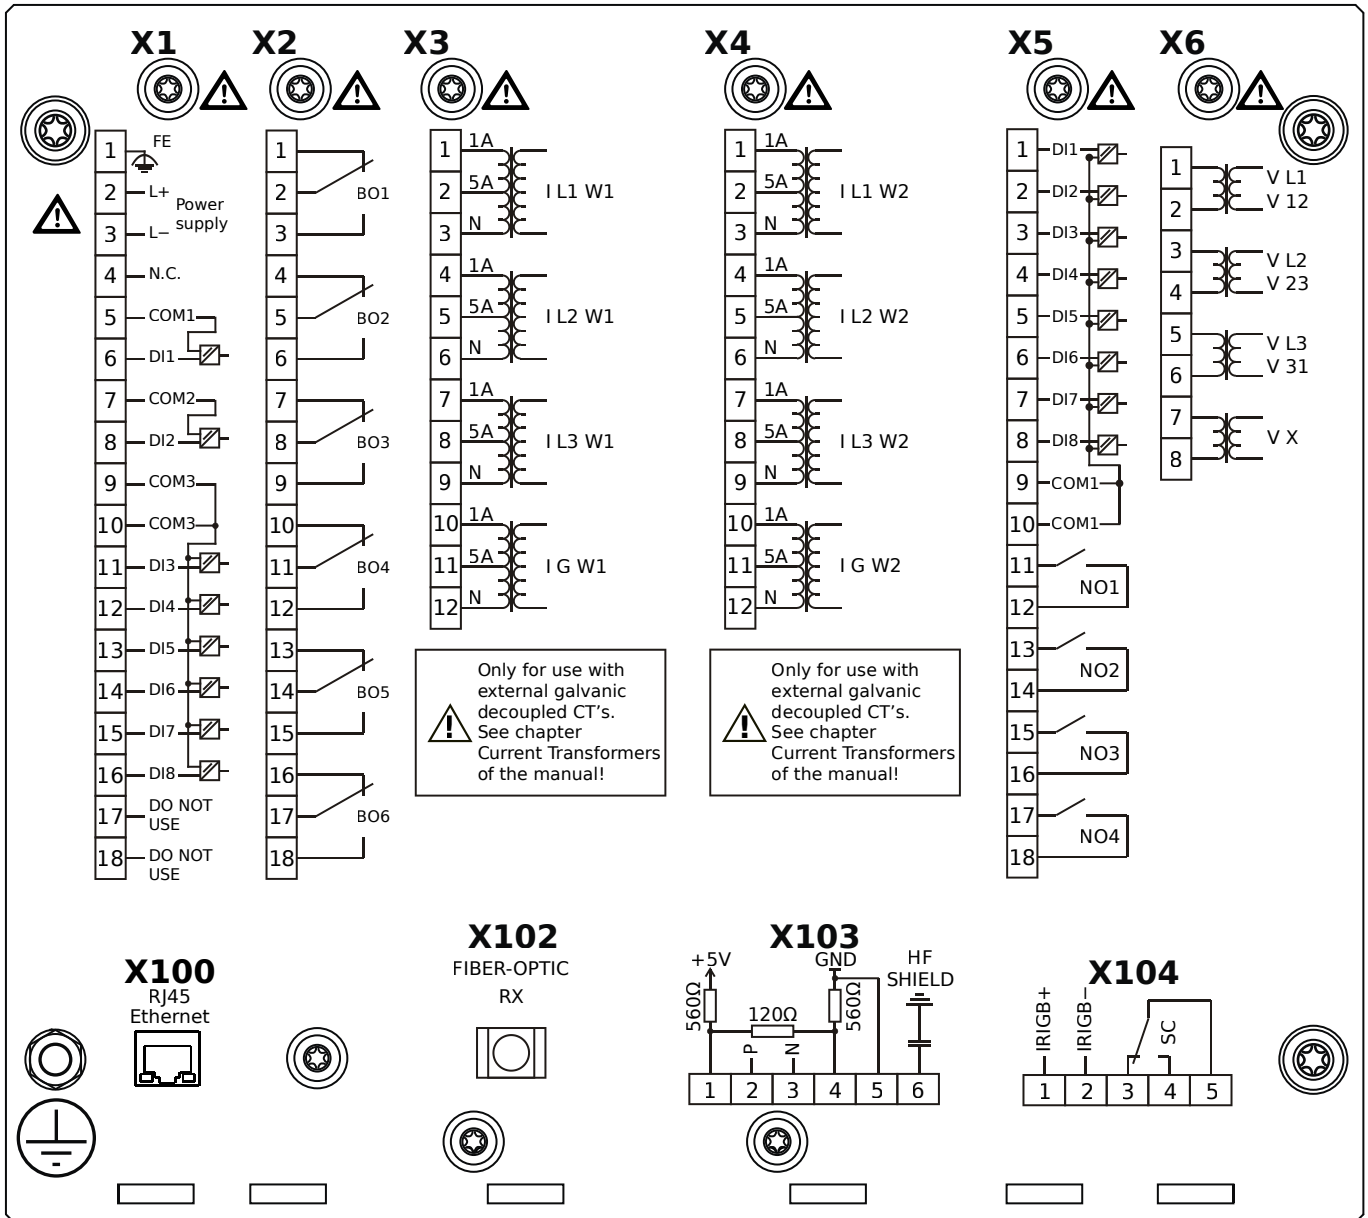 X1
X2
X3
X4
X5
X6
1
FE
2
L+
Power
supply
3
L−
4
N.C.
5
COM1
6
DI1
7
COM2
8
DI2
9
COM3
10
COM3
11
DI3
12
DI4
13
DI5
14
DI6
15
DI7
16
DI8
17
DO NOT
USE
18
DO NOT
USE
1
2
BO1
3
4
5
BO2
6
7
8
BO3
9
10
11
BO4
12
13
14
BO5
15
16
17
BO6
18
1
1A
2
5A
I L1 W1
3
N
4
1A
5
5A
I L2 W1
6
N
7
1A
8
5A
I L3 W1
9
N
10
1A
11
5A
I G W1
12
N
Only for use with
external galvanic
decoupled CT's.
See chapter
Current Transformers
of the manual!
1
1A
2
5A
I L1 W2
3
N
4
1A
5
5A
I L2 W2
6
N
7
1A
8
5A
I L3 W2
9
N
10
1A
11
5A
I G W2
12
N
Only for use with
external galvanic
decoupled CT's.
See chapter
Current Transformers
of the manual!
1
DI1
2
DI2
3
DI3
4
DI4
5
DI5
6
DI6
7
DI7
8
DI8
9
COM1
10
COM1
11
NO1
12
13
NO2
14
15
NO3
16
17
NO4
18
1
V L1
V 12
2
3
V L2
V 23
4
5
V L3
V 31
6
7
V X
8
X100
RJ45
Ethernet
X102
FIBER-OPTIC
RX
X103
+5V
GND
HF
SHIELD
560Ω
120Ω
560Ω
P
N
1 2 3 4 5 6
X104
IRIGB+
IRIGB−
SC
1 2 3 4 5